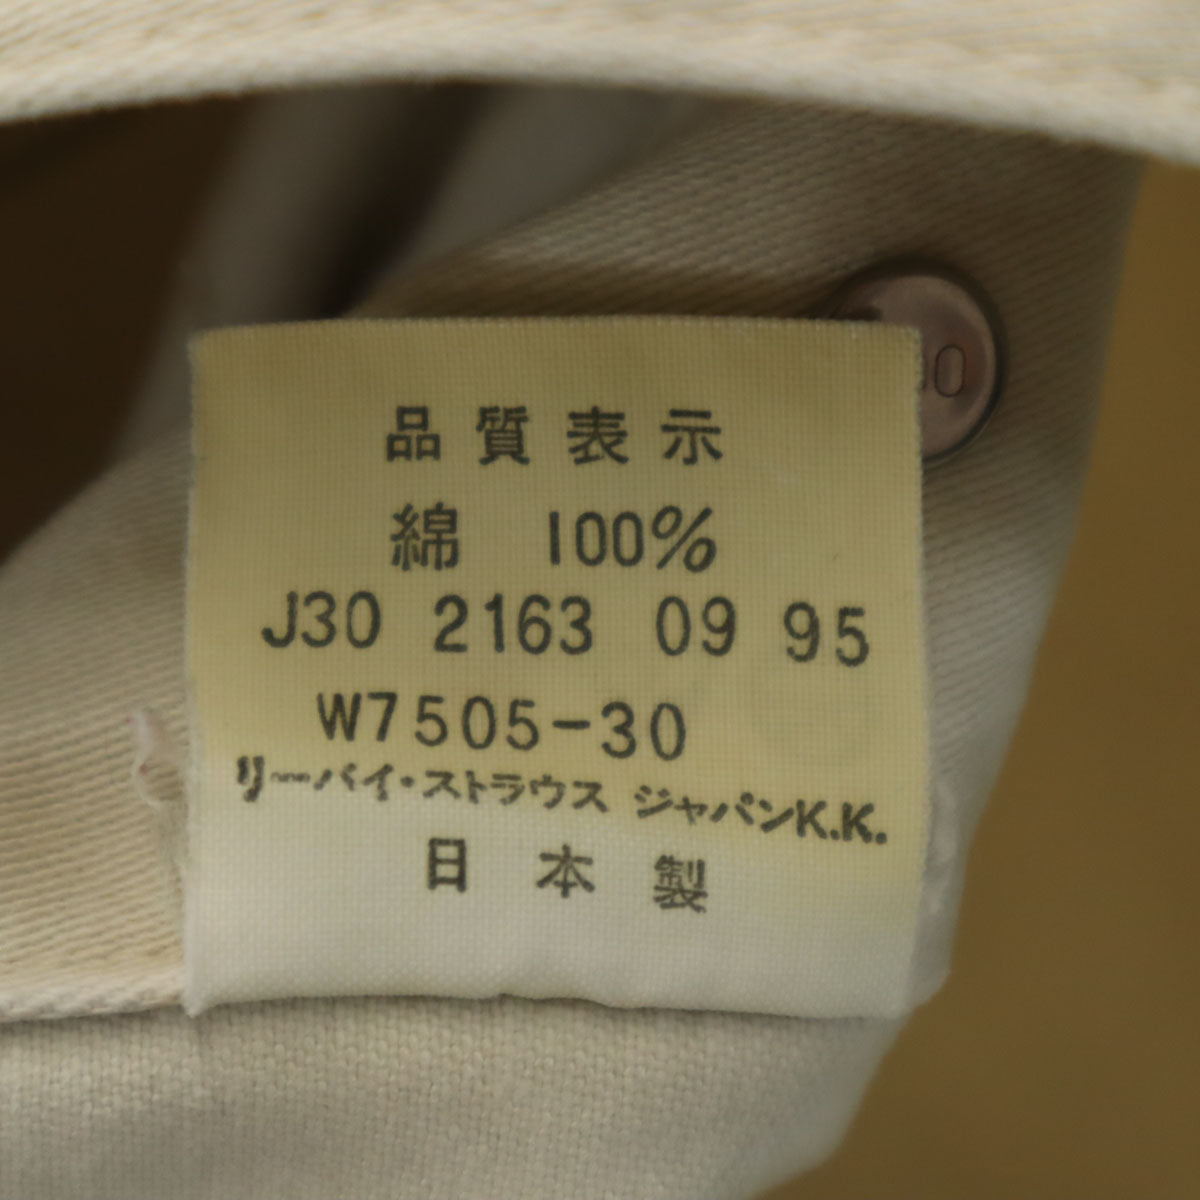 品質表示
綿 100%
J30 2163 09 95
W7505-30
リーバイ・ストラウス ジャパンK.K.
日本製